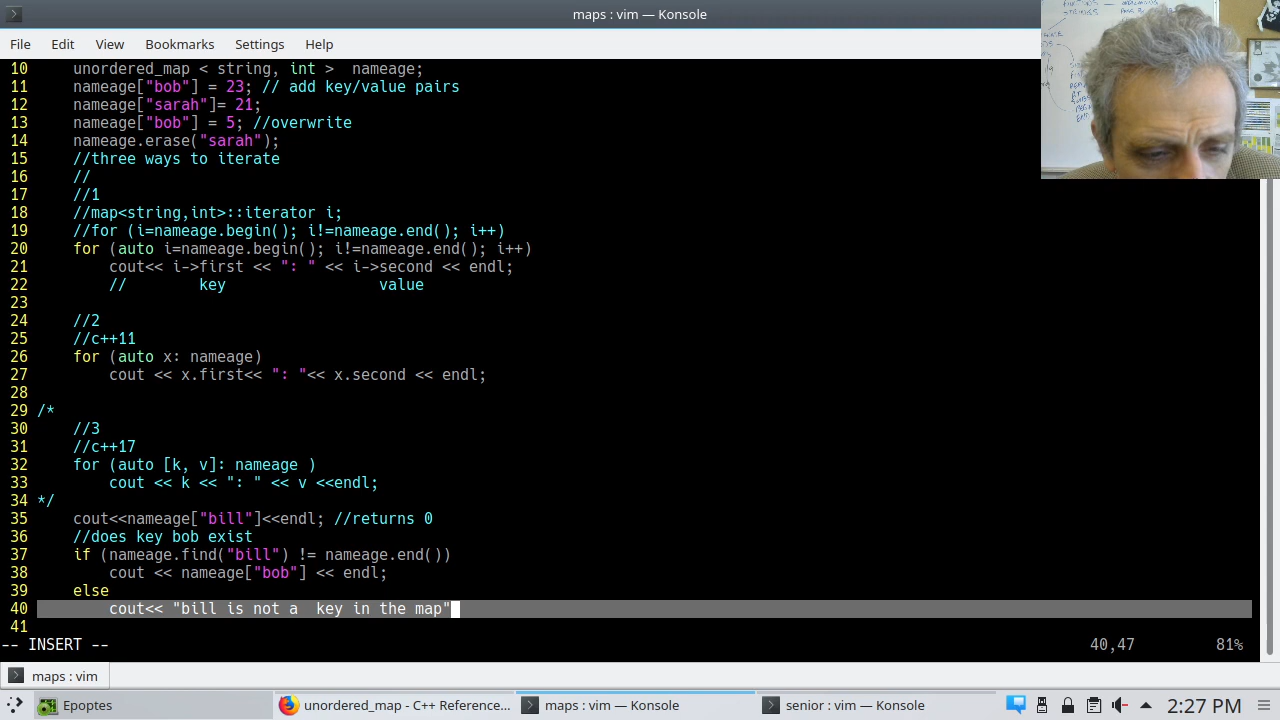 maps : vim — Konsole
File Edit View Bookmarks Settings Help
10 unordered_map < string, int > nameage;
11 nameage["bob"] = 23; // add key/value pairs
12 nameage["sarah"]= 21;
13 nameage["bob"] = 5; //overwrite
14 nameage.erase("sarah");
15 //three ways to iterate
16 //
17 //1
18 //map<string,int>::iterator i;
19 //for (i=nameage.begin(); i!=nameage.end(); i++)
20 for (auto i=nameage.begin(); i!=nameage.end(); i++)
21 cout<< i->first << ": " << i->second << endl;
22 // key value
23
24 //2
25 //c++11
26 for (auto x: nameage)
27 cout << x.first<< ": "<< x.second << endl;
28
29 /*
30 //3
31 //c++17
32 for (auto [k, v]: nameage )
33 cout << k << ": " << v <<endl;
34 */
35 cout<<nameage["bill"]<<endl; //returns 0
36 //does key bob exist
37 if (nameage.find("bill") != nameage.end())
38 cout << nameage["bob"] << endl;
39 else
40 cout<< "bill is not a  key in the map"
41
-- INSERT -- 40,47 81%
maps : vim
Epoptes unordered_map - C++ Reference... maps : vim — Konsole senior : vim — Konsole 2:27 PM